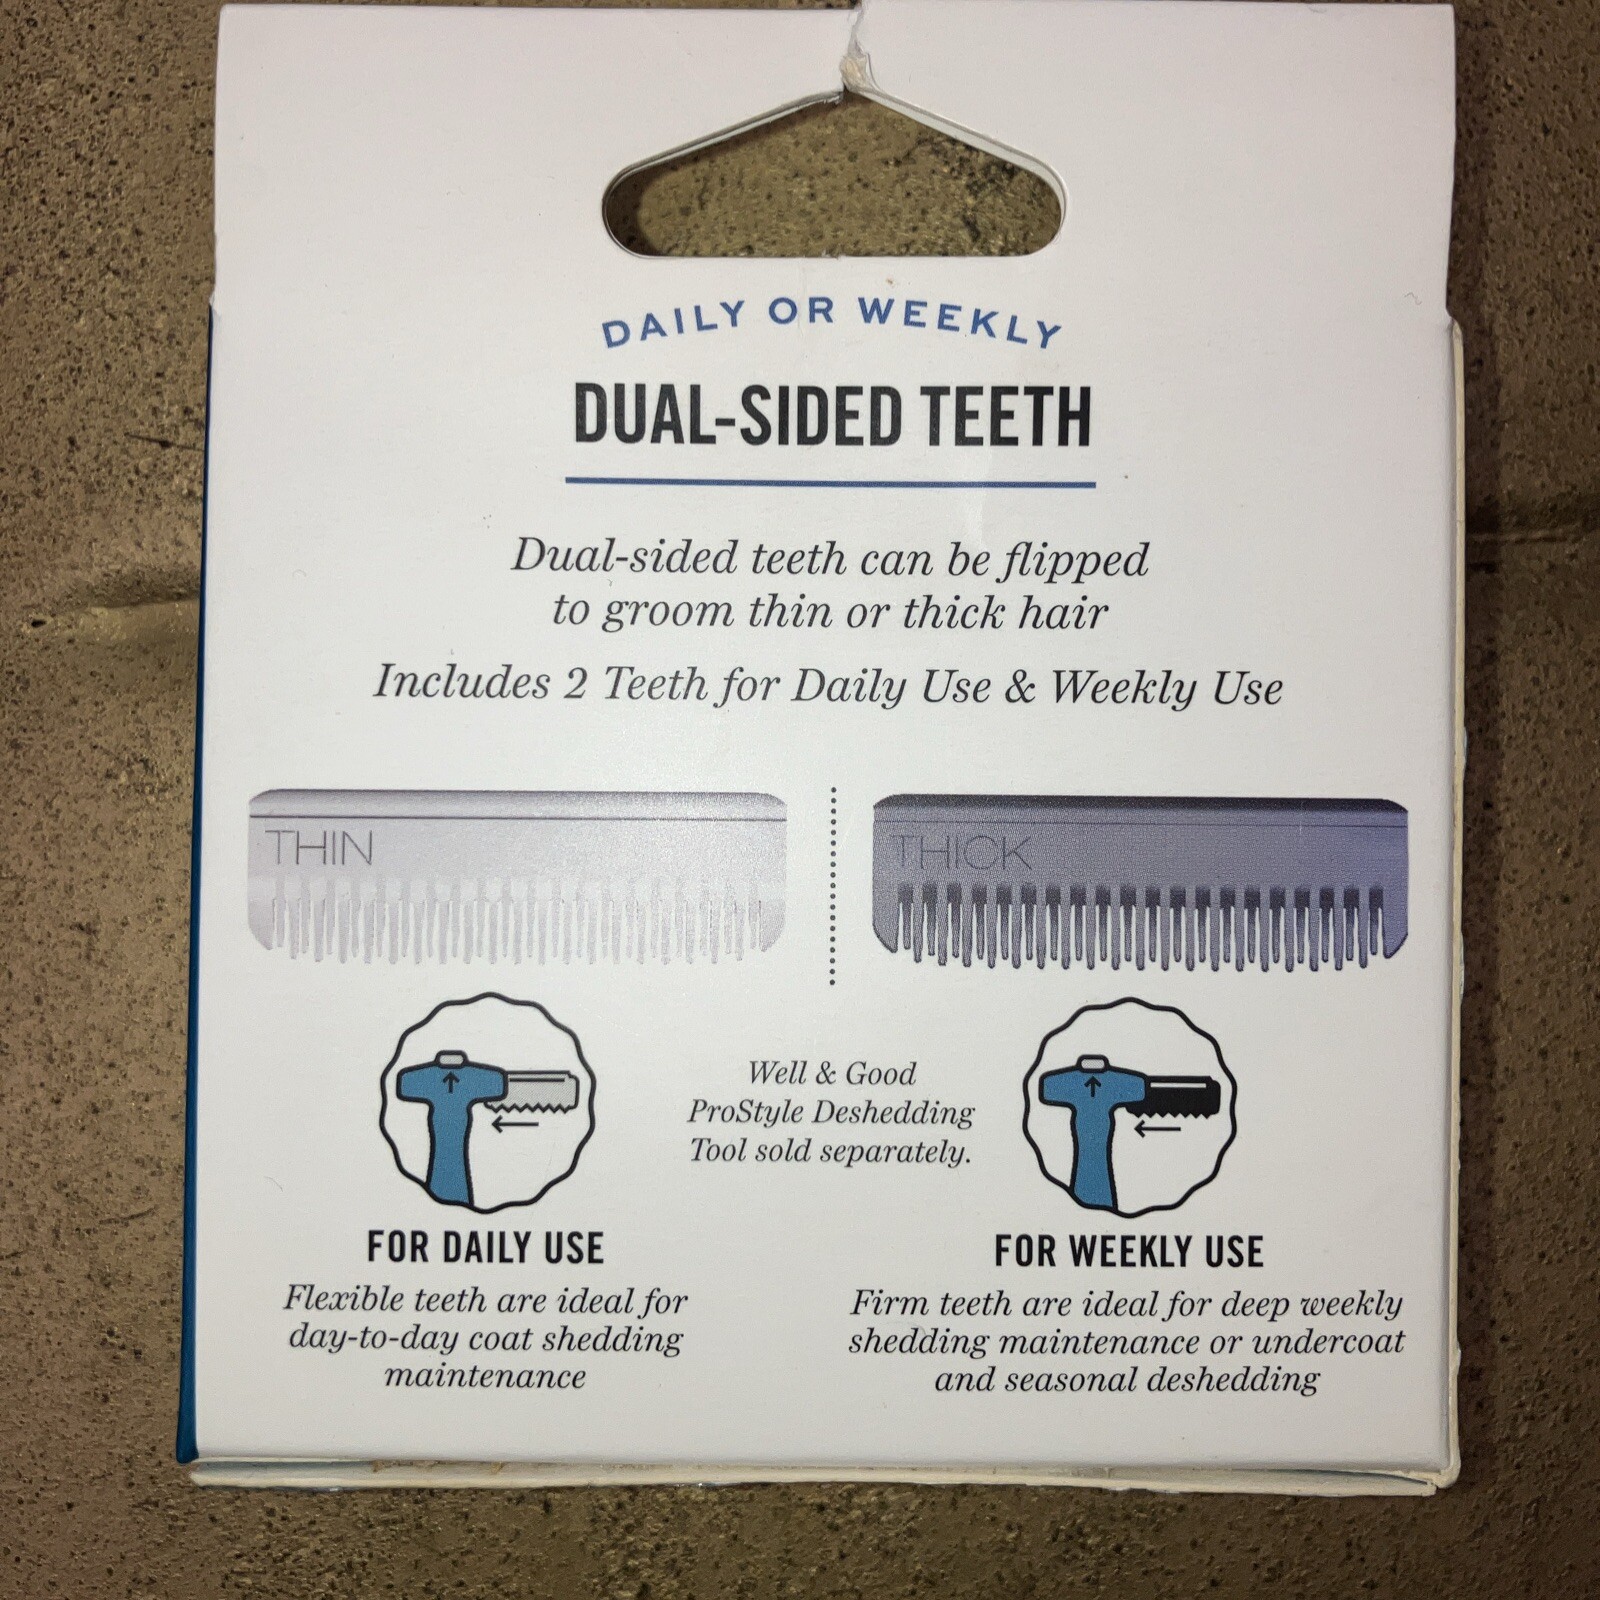 DAILY OR WEEKLY
DUAL-SIDED TEETH
Dual-sided teeth can be flipped
to groom thin or thick hair
Includes 2 Teeth for Daily Use & Weekly Use
THIN
THICK
Well & Good
ProStyle Deshedding
Tool sold separately.
FOR DAILY USE
Flexible teeth are ideal for
day-to-day coat shedding
maintenance
FOR WEEKLY USE
Firm teeth are ideal for deep weekly
shedding maintenance or undercoat
and seasonal deshedding